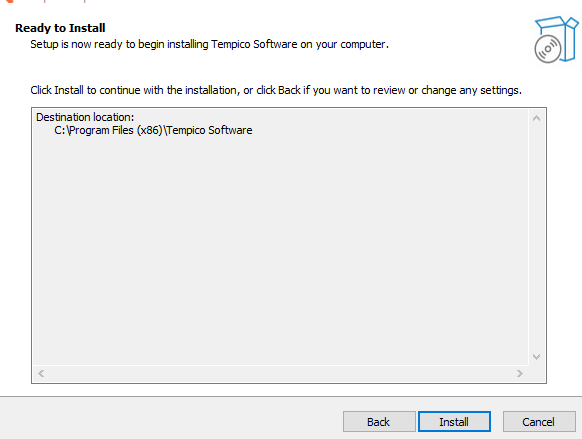 Ready to Install
Setup is now ready to begin installing Tempico Software on your computer.
Click Install to continue with the installation, or click Back if you want to review or change any settings.
Destination location:
C:\Program Files (x86)\Tempico Software
Back
Install
Cancel